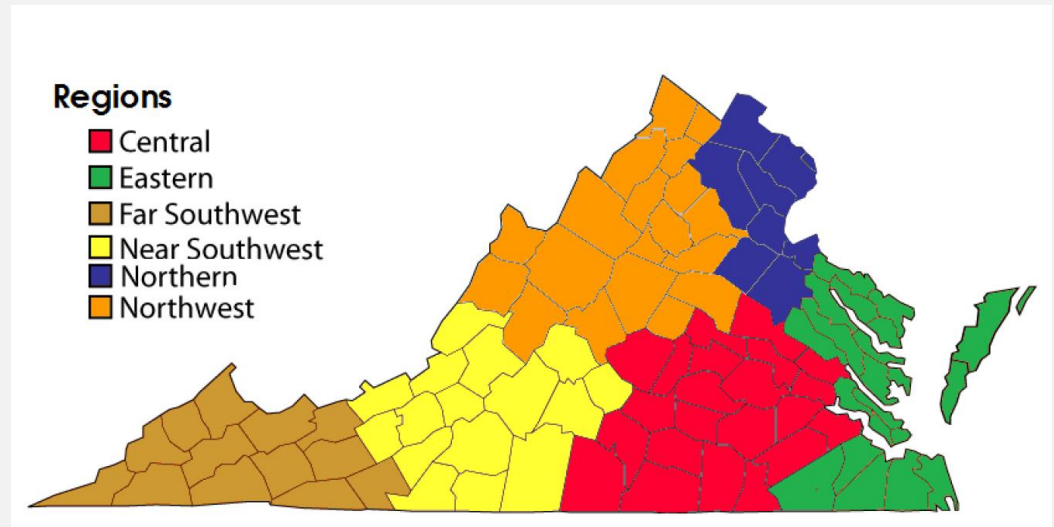 Regions
Central
Eastern
Far Southwest
Near Southwest
Northern
Northwest